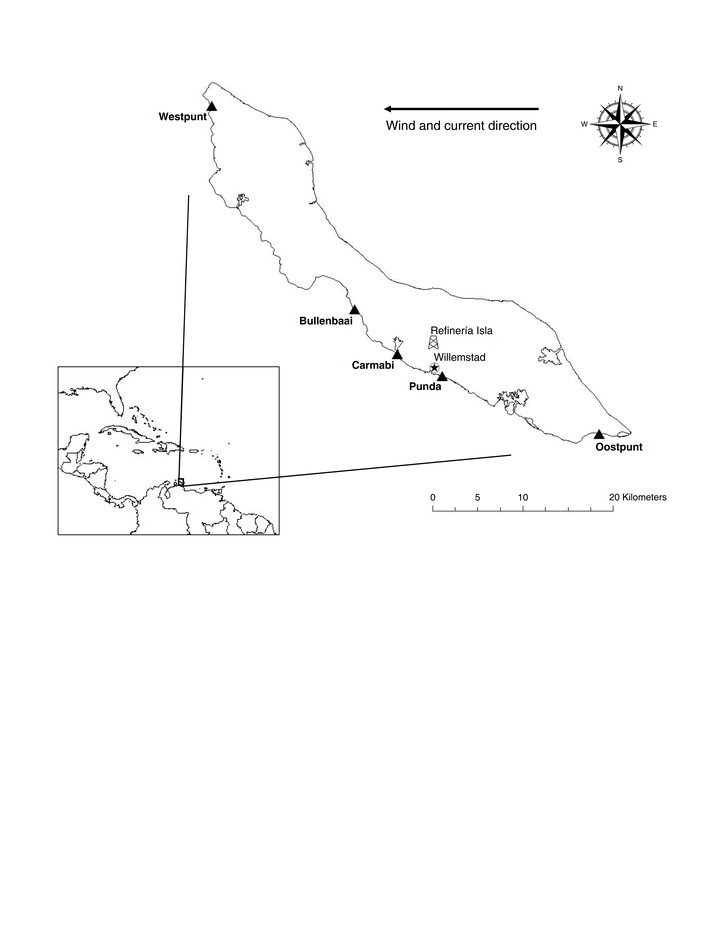 N
Westpunt
Wind and current direction
W
E
S
Bullenbaai
Refinería Isla
Carmabi
Willemstad
Punda
Oostpunt
0 5 10 20 Kilometers